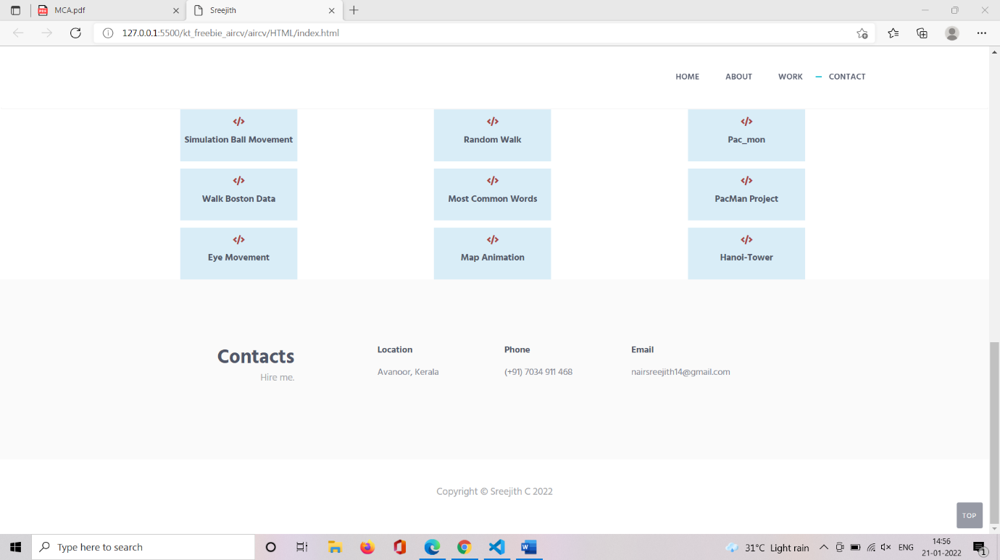 MCA.pdf
Sreejith
127.0.0.1:5500/kt_freebie_aircv/aircv/HTML/index.html
HOME ABOUT WORK CONTACT
</> </> </>
Simulation Ball Movement Random Walk Pac_mon
</> </> </>
Walk Boston Data Most Common Words PacMan Project
</> </> </>
Eye Movement Map Animation Hanoi-Tower
Contacts
Hire me.
Location
Avanoor, Kerala
Phone
(+91) 7034 911 468
Email
nairsreejith14@gmail.com
Copyright © Sreejith C 2022
TOP
Type here to search
31°C Light rain
ENG
14:56
21-01-2022
1